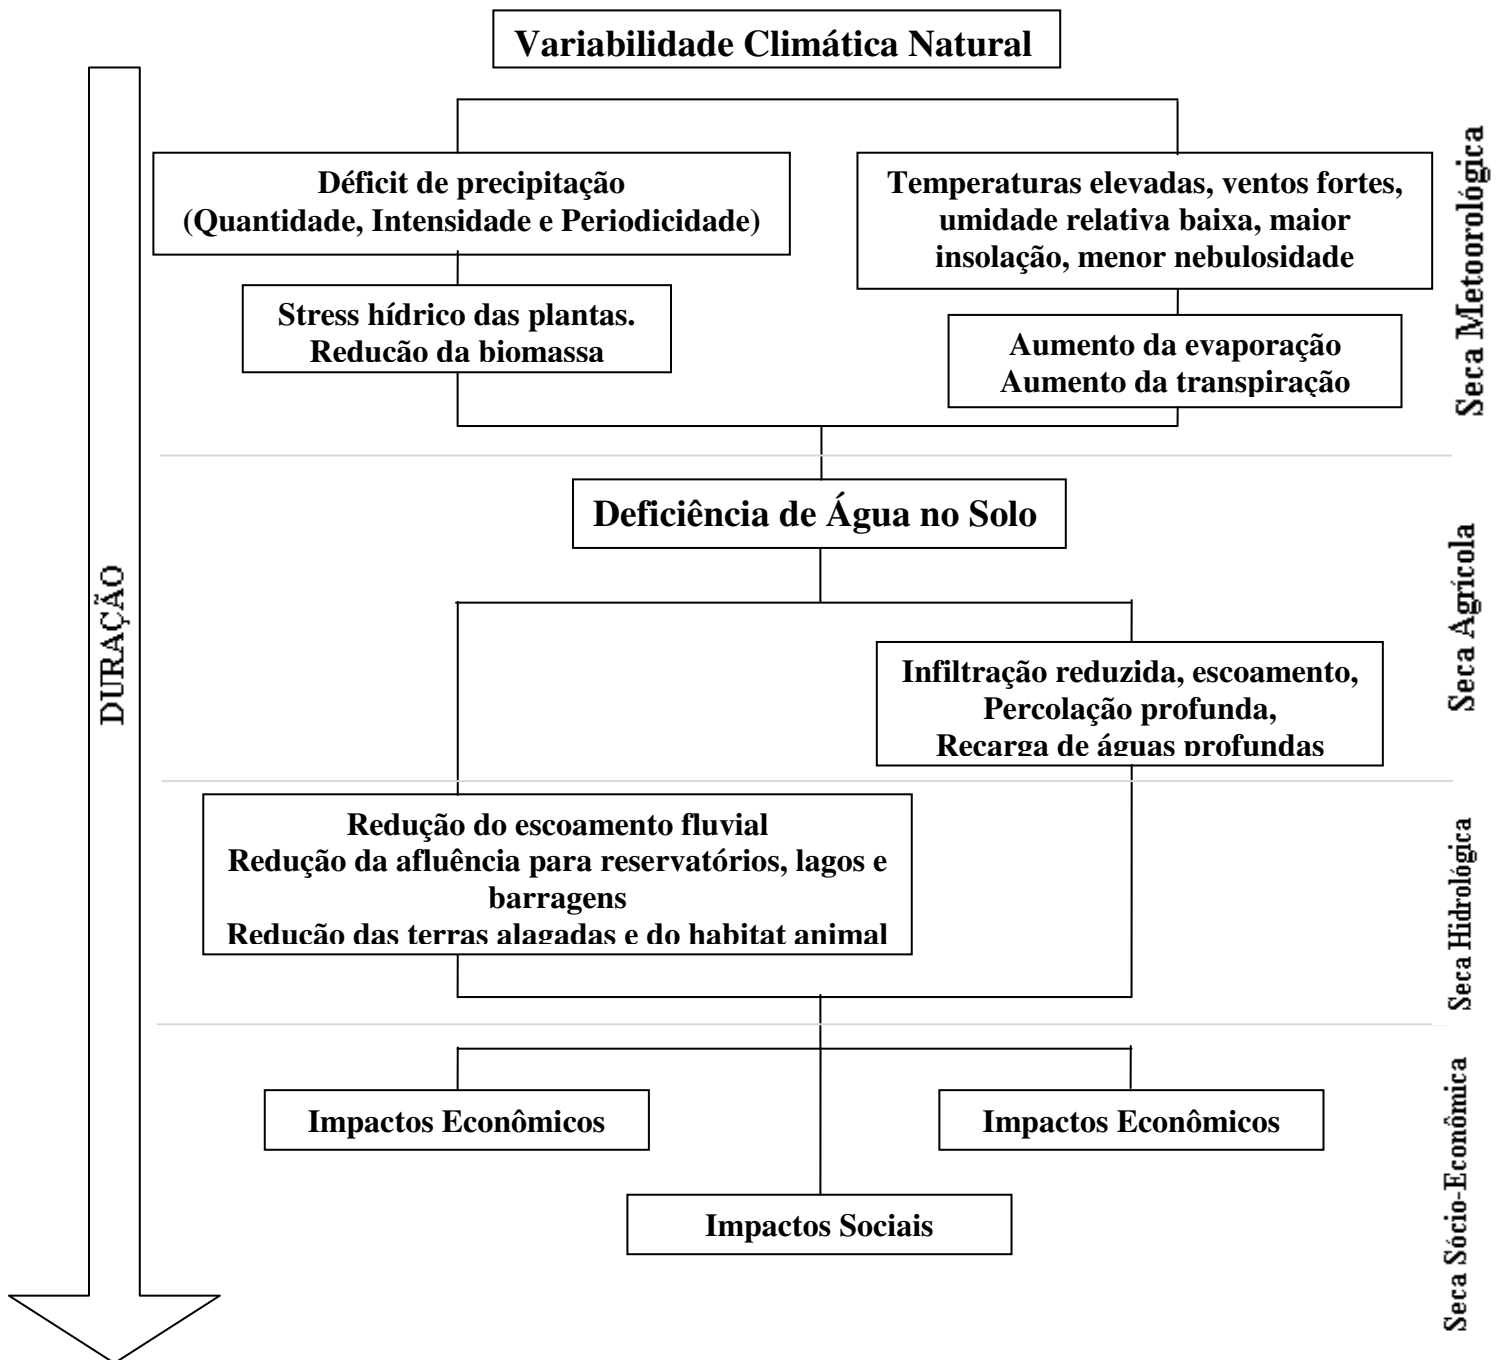 Variabilidade Climática Natural
Déficit de precipitação
(Quantidade, Intensidade e Periodicidade)
Temperaturas elevadas, ventos fortes,
umidade relativa baixa, maior
insolação, menor nebulosidade
Stress hídrico das plantas.
Redução da biomassa
Aumento da evaporação
Aumento da transpiração
Seca Metoorológica
Deficiência de Água no Solo
DURAÇÃO
Infiltração reduzida, escoamento,
Percolação profunda,
Recarga de águas profundas
Seca Agrícola
Redução do escoamento fluvial
Redução da afluência para reservatórios, lagos e
barragens
Redução das terras alagadas e do habitat animal
Seca Hidrológica
Impactos Econômicos
Impactos Econômicos
Impactos Sociais
Seca Sócio-Econômica